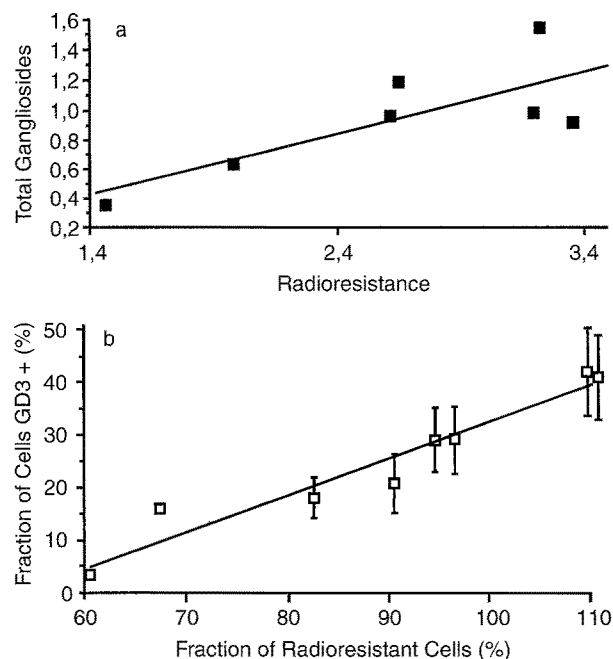 a
Total Gangliosides
1,6
1,4
1,2
1,0
0,8
0,6
0,4
0,2
1,4 2,4 3,4
Radioresistance
b
Fraction of Cells GD3 + (%)
50
40
30
20
10
0
60 70 80 90 100 110
Fraction of Radioresistant Cells (%)